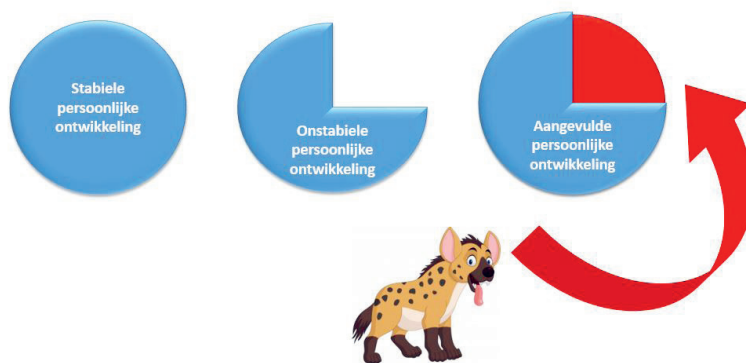 Stabiele
persoonlijke
ontwikkeling
Onstabiele
persoonlijke
ontwikkeling
Aangevulde
persoonlijke
ontwikkeling